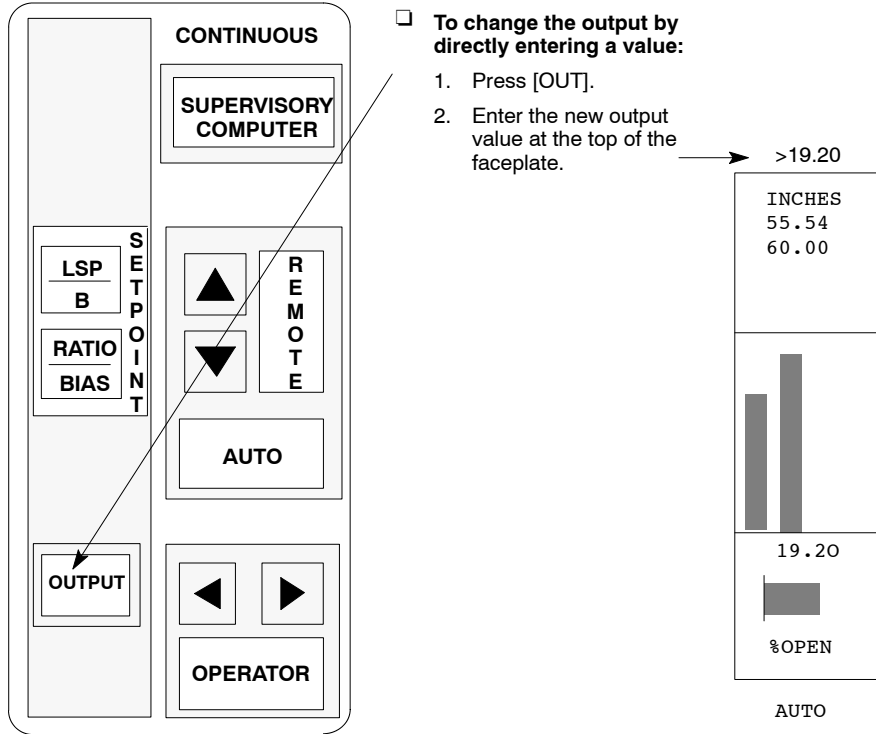 CONTINUOUS
SUPERVISORY
COMPUTER
SETPOINT
LSP
B
RATIO
BIAS
REMOTE
AUTO
OUTPUT
OPERATOR
❏ To change the output by
directly entering a value:
1. Press [OUT].
2. Enter the new output
value at the top of the
faceplate.
>19.20
INCHES
55.54
60.00
19.2O
%OPEN
AUTO